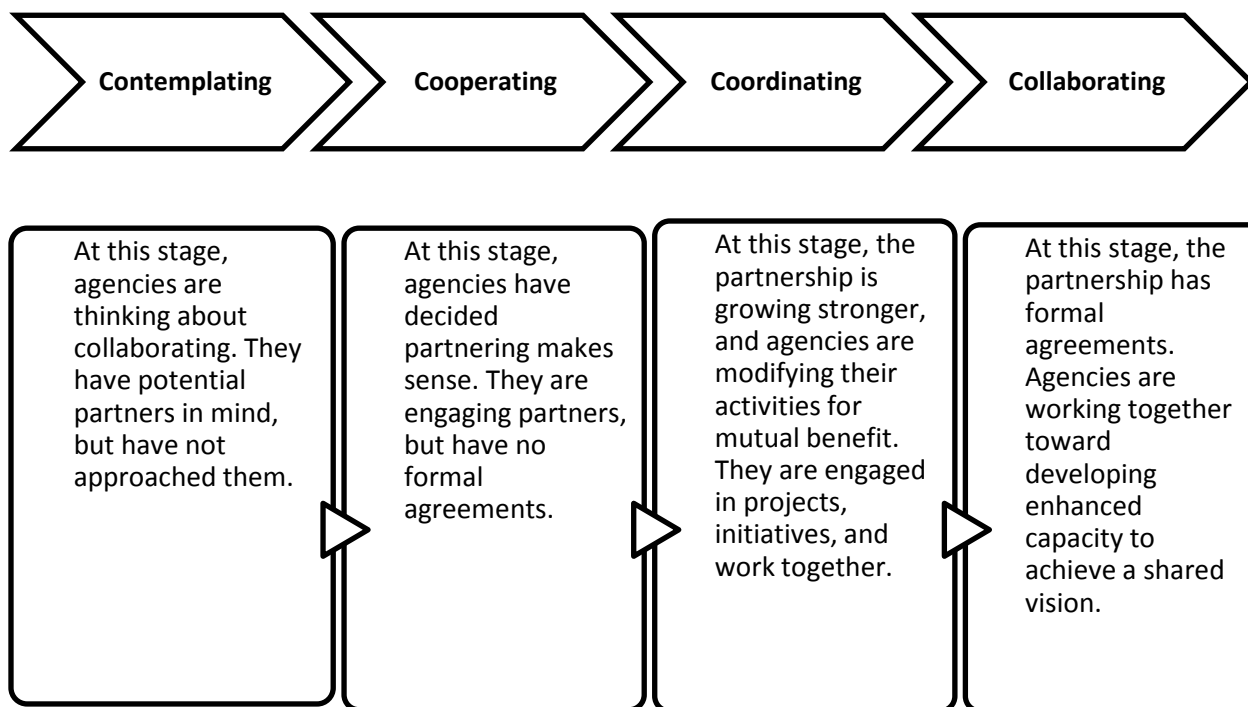 Contemplating
Cooperating
Coordinating
Collaborating
At this stage,
agencies are
thinking about
collaborating. They
have potential
partners in mind,
but have not
approached them.
At this stage,
agencies have
decided
partnering makes
sense. They are
engaging partners,
but have no
formal
agreements.
At this stage, the
partnership is
growing stronger,
and agencies are
modifying their
activities for
mutual benefit.
They are engaged
in projects,
initiatives, and
work together.
At this stage, the
partnership has
formal
agreements.
Agencies are
working together
toward
developing
enhanced
capacity to
achieve a shared
vision.